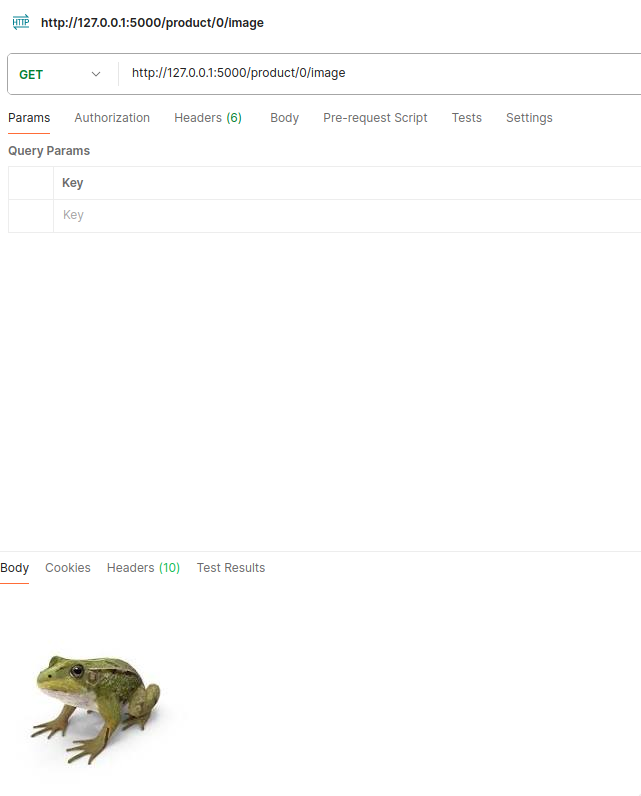 HTTP http://127.0.0.1:5000/product/0/image
GET http://127.0.0.1:5000/product/0/image
Params Authorization Headers (6) Body Pre-request Script Tests Settings
Query Params
Key
Key
Body Cookies Headers (10) Test Results